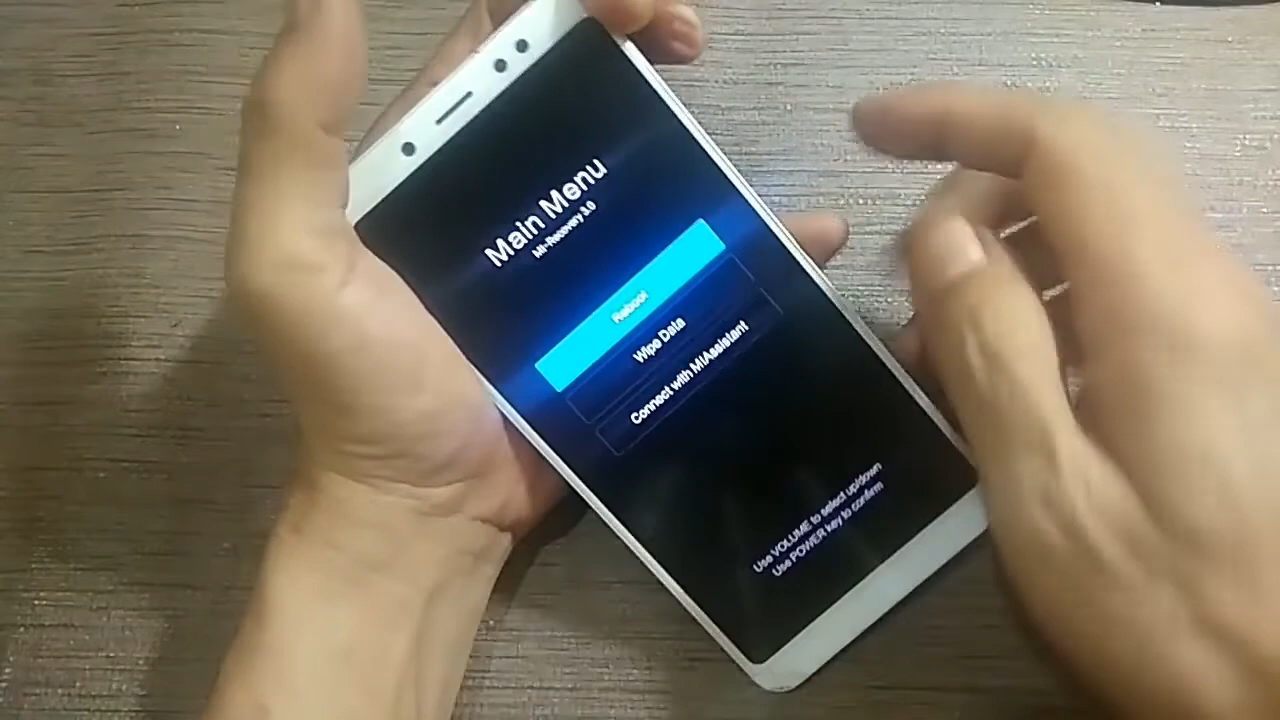 Main Menu
Mi-Recovery 3.0
Reboot
Wipe Data
Connect with MIAssistant
Use VOLUME to select up/down
Use POWER key to confirm